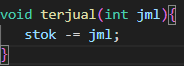 void terjual(int jml){
    stok -= jml;
}